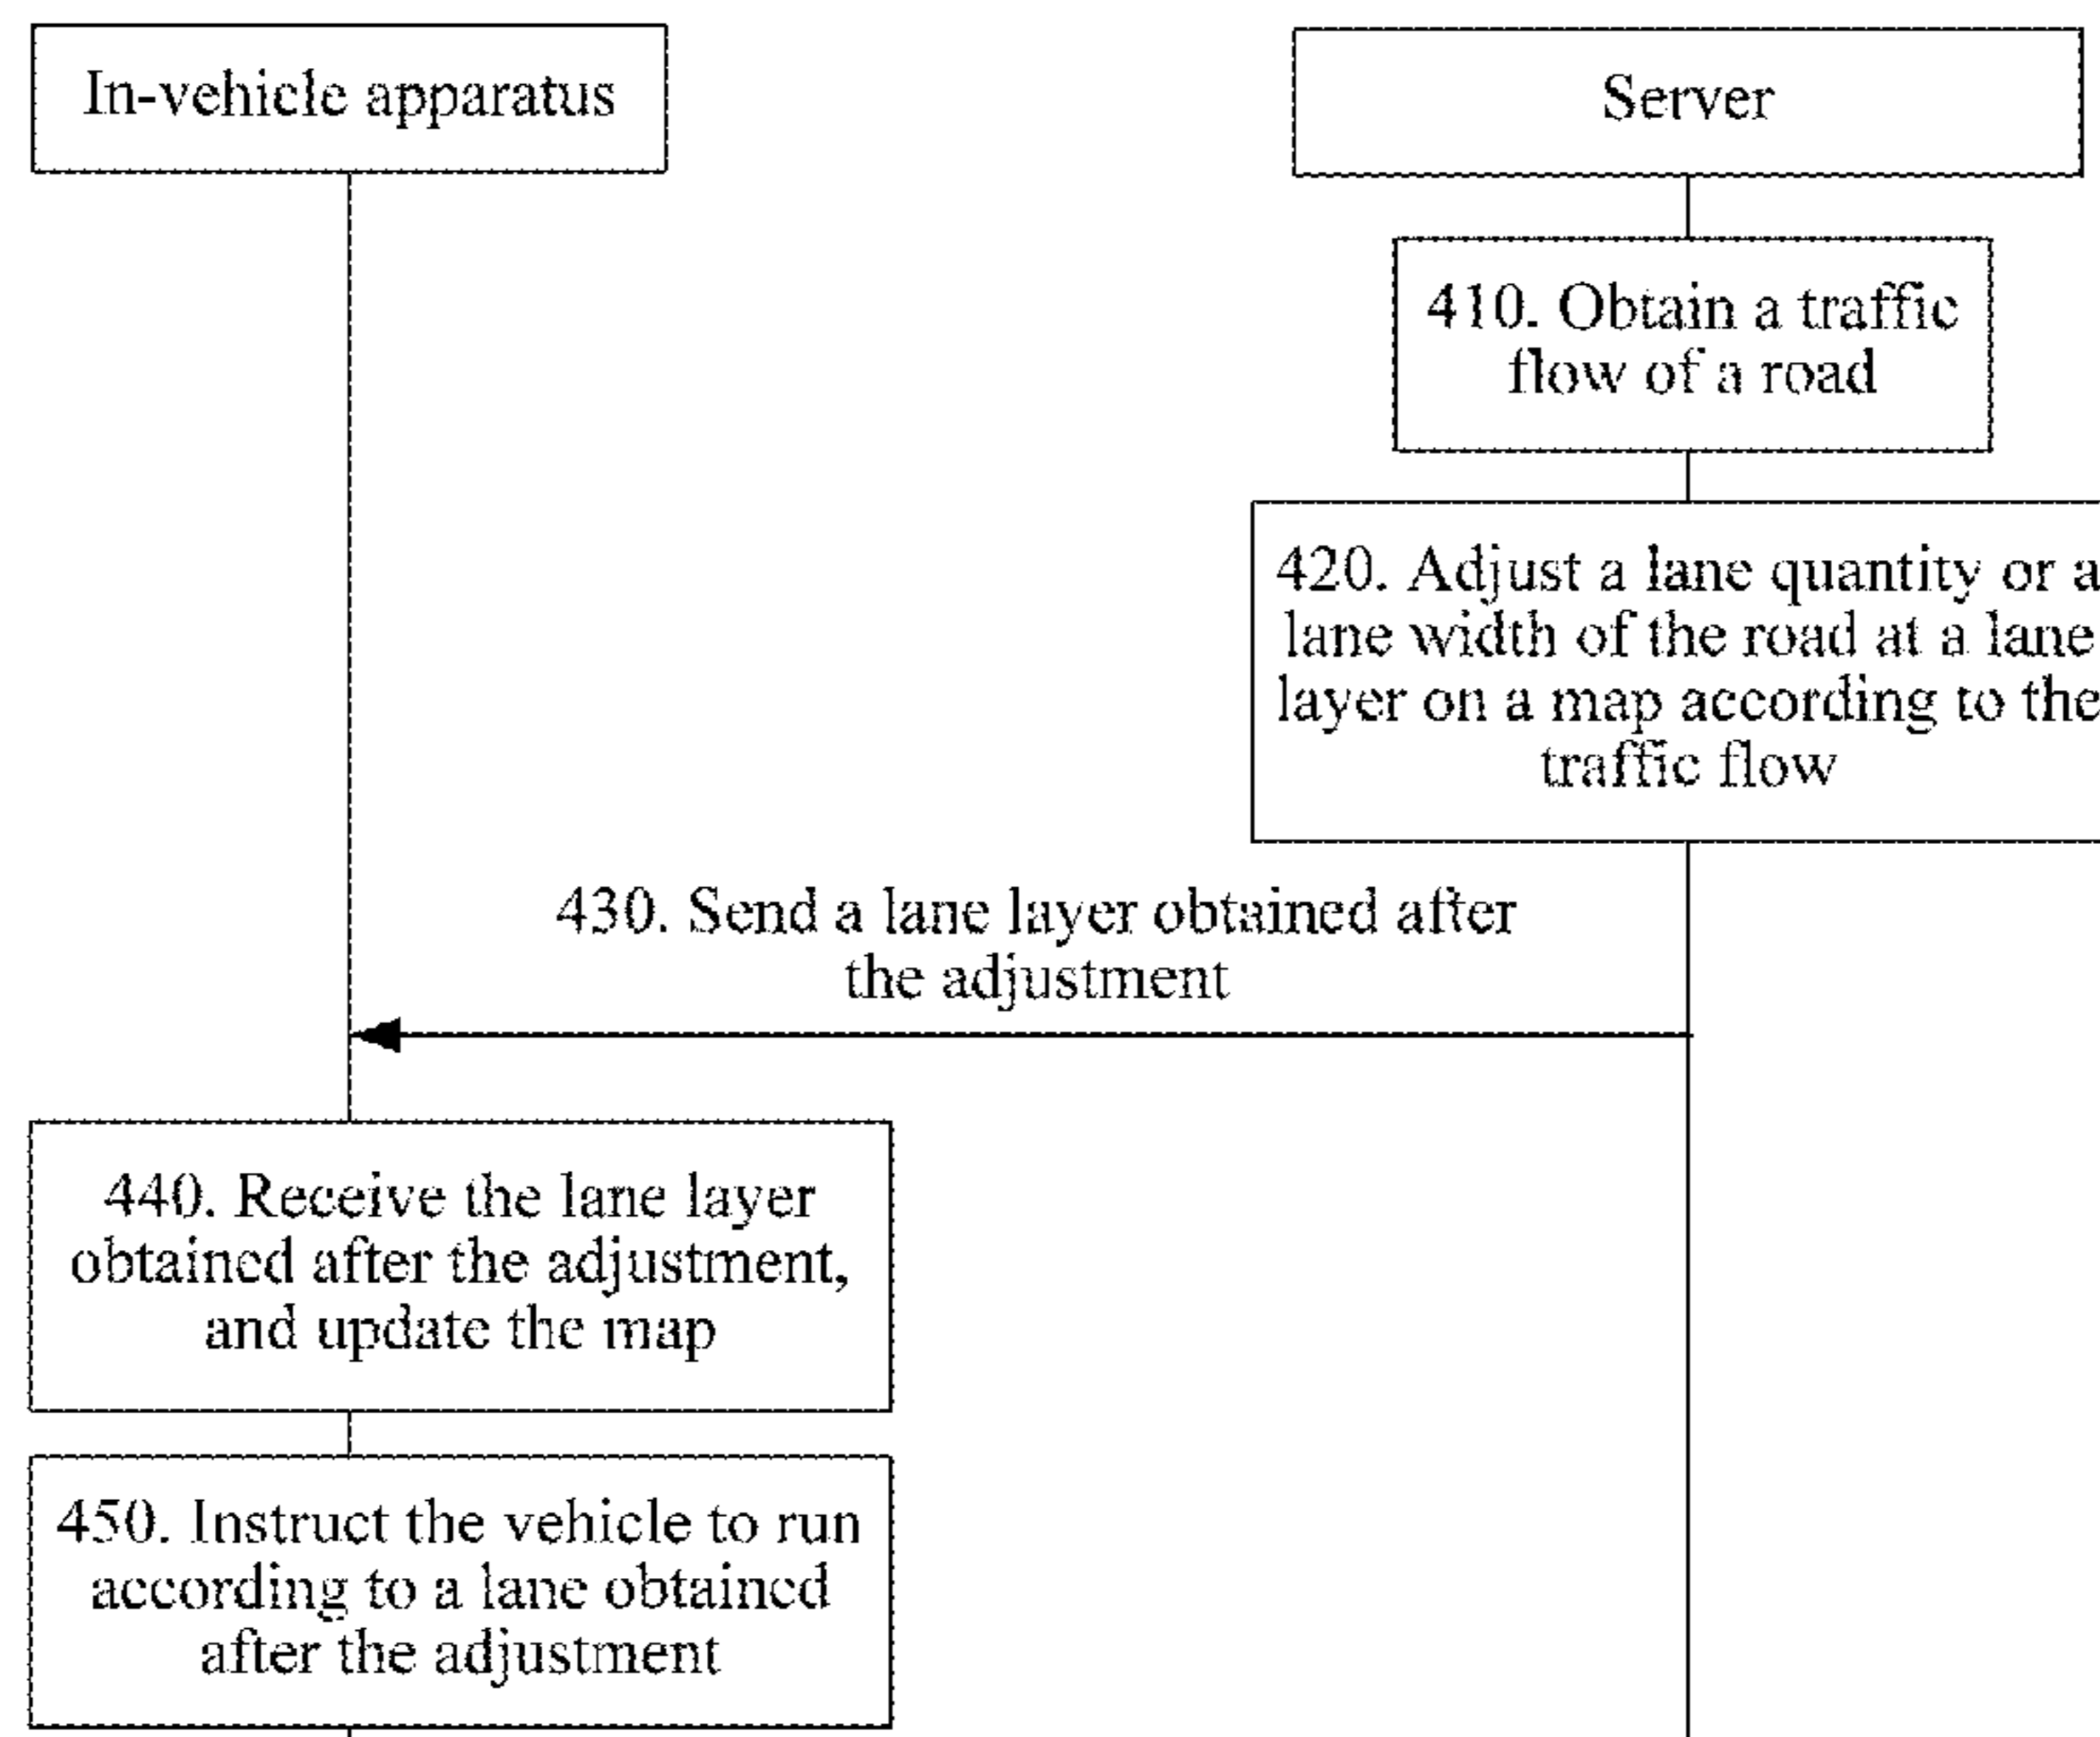 In-vehicle apparatus
Server
410. Obtain a traffic
flow of a road
420. Adjust a lane quantity or a
lane width of the road at a lane
layer on a map according to the
traffic flow
430. Send a lane layer obtained after
the adjustment
440. Receive the lane layer
obtained after the adjustment,
and update the map
450. Instruct the vehicle to run
according to a lane obtained
after the adjustment